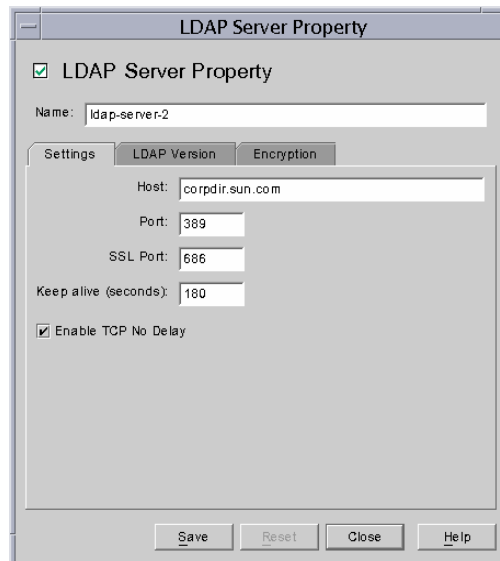 LDAP Server Property
LDAP Server Property
Name: ldap-server-2
Settings LDAP Version Encryption
Host: corpdir.sun.com
Port: 389
SSL Port: 686
Keep alive (seconds): 180
Enable TCP No Delay
Save Reset Close Help